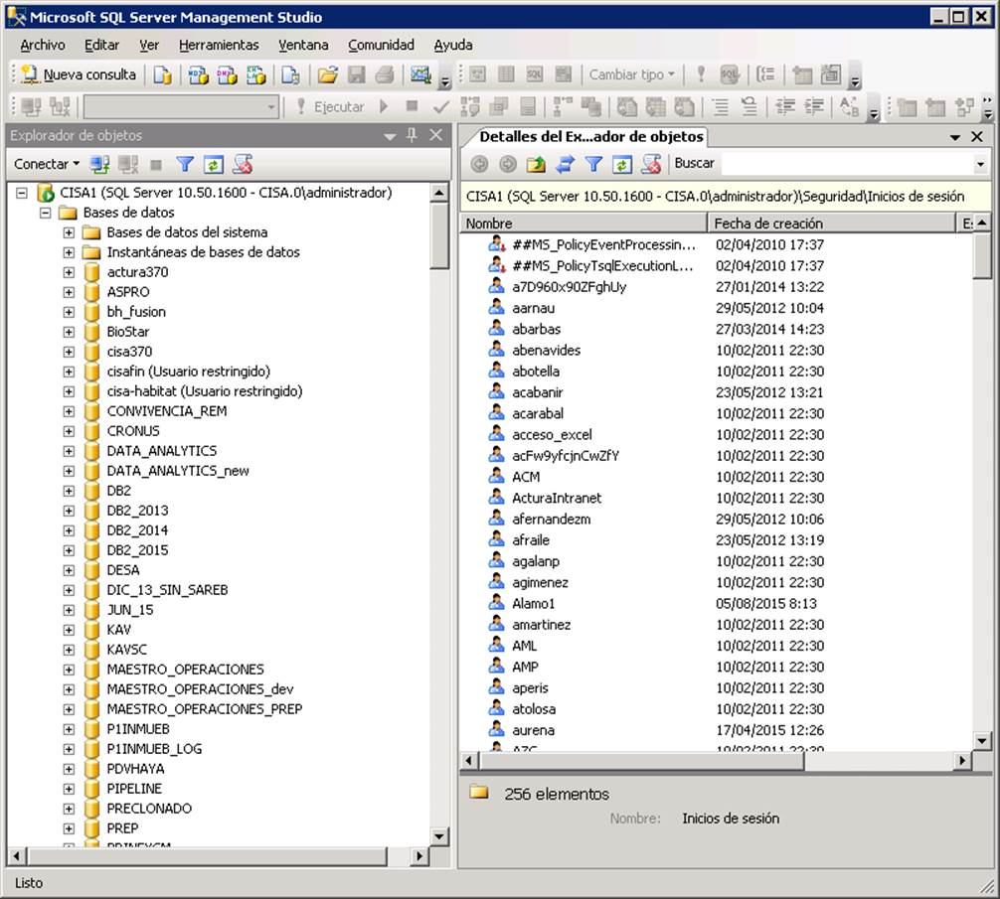 Microsoft SQL Server Management Studio
Archivo Editar Ver Herramientas Ventana Comunidad Ayuda
Nueva consulta Cambiar tipo
Ejecutar
Explorador de objetos
Conectar
CISA1 (SQL Server 10.50.1600 - CISA.0\administrador)
Bases de datos
Bases de datos del sistema
Instantáneas de bases de datos
actura370
ASPRO
bh_fusion
BioStar
cisa370
cisafin (Usuario restringido)
cisa-habitat (Usuario restringido)
CONVIVENCIA_REM
CRONUS
DATA_ANALYTICS
DATA_ANALYTICS_new
DB2
DB2_2013
DB2_2014
DB2_2015
DESA
DIC_13_SIN_SAREB
JUN_15
KAV
KAVSC
MAESTRO_OPERACIONES
MAESTRO_OPERACIONES_dev
MAESTRO_OPERACIONES_PREP
P1INMUEB
P1INMUEB_LOG
PDVHAYA
PIPELINE
PRECLONADO
PREP
Detalles del Ex...ador de objetos
Buscar
CISA1 (SQL Server 10.50.1600 - CISA.0\administrador)\Seguridad\Inicios de sesión
Nombre Fecha de creación
##MS_PolicyEventProcessin... 02/04/2010 17:37
##MS_PolicyTsqlExecutionL... 02/04/2010 17:37
a7D960x90ZFghUy 27/01/2014 13:22
aarnau 29/05/2012 10:04
abarbas 27/03/2014 14:23
abenavides 10/02/2011 22:30
abotella 10/02/2011 22:30
acabanir 23/05/2012 13:21
acarabal 10/02/2011 22:30
acceso_excel 10/02/2011 22:30
acFw9yfcjnCwZfY 10/02/2011 22:30
ACM 10/02/2011 22:30
ActuraIntranet 10/02/2011 22:30
afernandezm 29/05/2012 10:06
afraile 23/05/2012 13:19
agalanp 10/02/2011 22:30
agimenez 10/02/2011 22:30
Alamo1 05/08/2015 8:13
amartinez 10/02/2011 22:30
AML 10/02/2011 22:30
AMP 10/02/2011 22:30
aperis 10/02/2011 22:30
atolosa 10/02/2011 22:30
aurena 17/04/2015 12:26
256 elementos
Nombre: Inicios de sesión
Listo